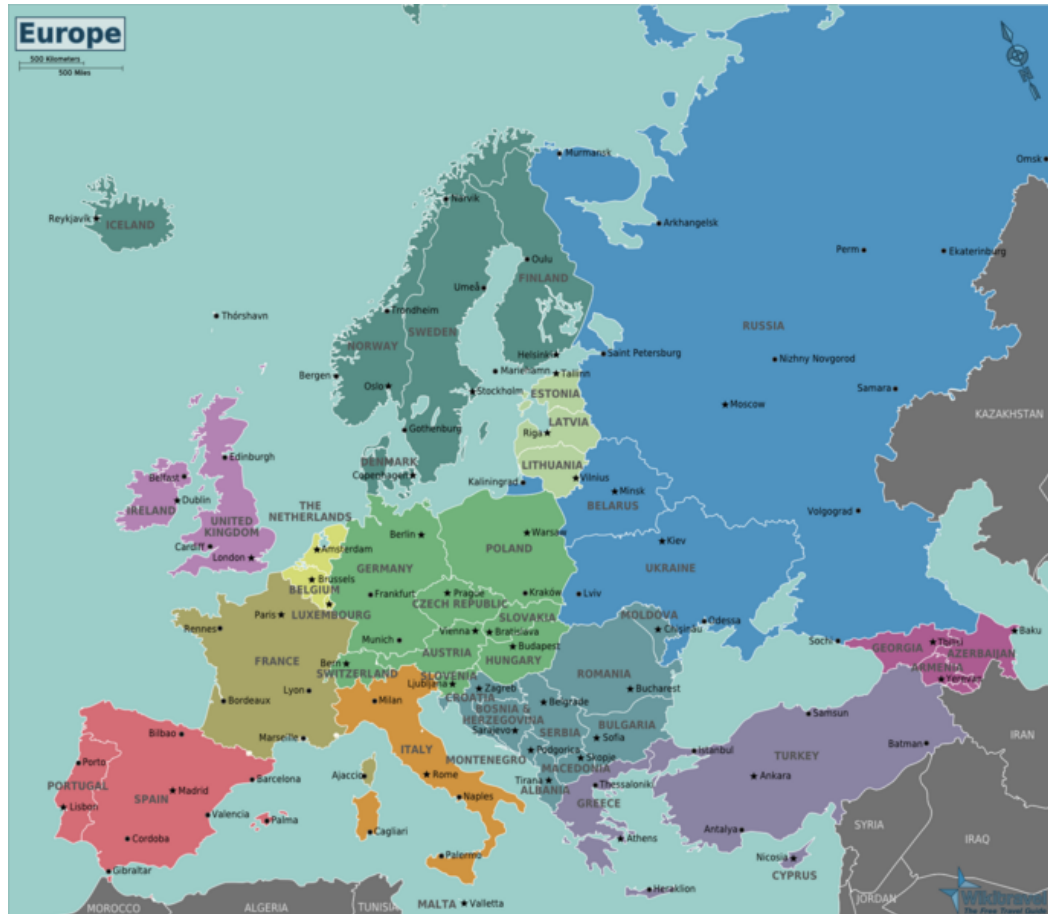 Europe
500 Kilometers
500 Miles
Murmansk
Omsk
Narvik
Reykjavík
ICELAND
Arkhangelsk
Perm
Ekaterinburg
Oulu
FINLAND
Umeå
Thórshavn
Trondheim
SWEDEN
NORWAY
RUSSIA
Helsinki
Saint Petersburg
Nizhny Novgorod
Bergen
Oslo
Mariehamn
Tallinn
Stockholm
Samara
ESTONIA
Moscow
KAZAKHSTAN
LATVIA
Gothenburg
Riga
Edinburgh
DENMARK
LITHUANIA
Belfast
Copenhagen
Kaliningrad
Vilnius
Minsk
Dublin
BELARUS
IRELAND
THE
NETHERLANDS
Volgograd
UNITED
KINGDOM
Berlin
Warsaw
Cardiff
Amsterdam
POLAND
Kiev
London
GERMANY
UKRAINE
Brussels
BELGIUM
Frankfurt
Prague
Kraków
Lviv
CZECH REPUBLIC
Paris
LUXEMBOURG
SLOVAKIA
MOLDOVA
Odessa
Rennes
Vienna
Bratislava
Chişinău
Baku
Munich
Sochi
Tbilisi
Budapest
GEORGIA
AZERBAIJAN
FRANCE
Bern
AUSTRIA
HUNGARY
ARMENIA
SWITZERLAND
SLOVENIA
ROMANIA
Yerevan
Ljubljana
Zagreb
Lyon
CROATIA
Bucharest
Bordeaux
Milan
BOSNIA &
HERZEGOVINA
Belgrade
Samsun
BULGARIA
Bilbao
Sarajevo
SERBIA
Sofia
Marseille
ITALY
Podgorica
Istanbul
Batman
IRAN
MONTENEGRO
Skopje
TURKEY
Porto
MACEDONIA
Ajaccio
Rome
Ankara
Barcelona
Tirana
Thessaloniki
PORTUGAL
Madrid
ALBANIA
SPAIN
Naples
GREECE
Lisbon
Valencia
Palma
SYRIA
Cagliari
Antalya
Cordoba
Athens
IRAQ
Palermo
Nicosia
Gibraltar
CYPRUS
Heraklion
Wikitravel
The Free Travel Guide
JORDAN
MALTA
Valletta
MOROCCO
ALGERIA
TUNISIA